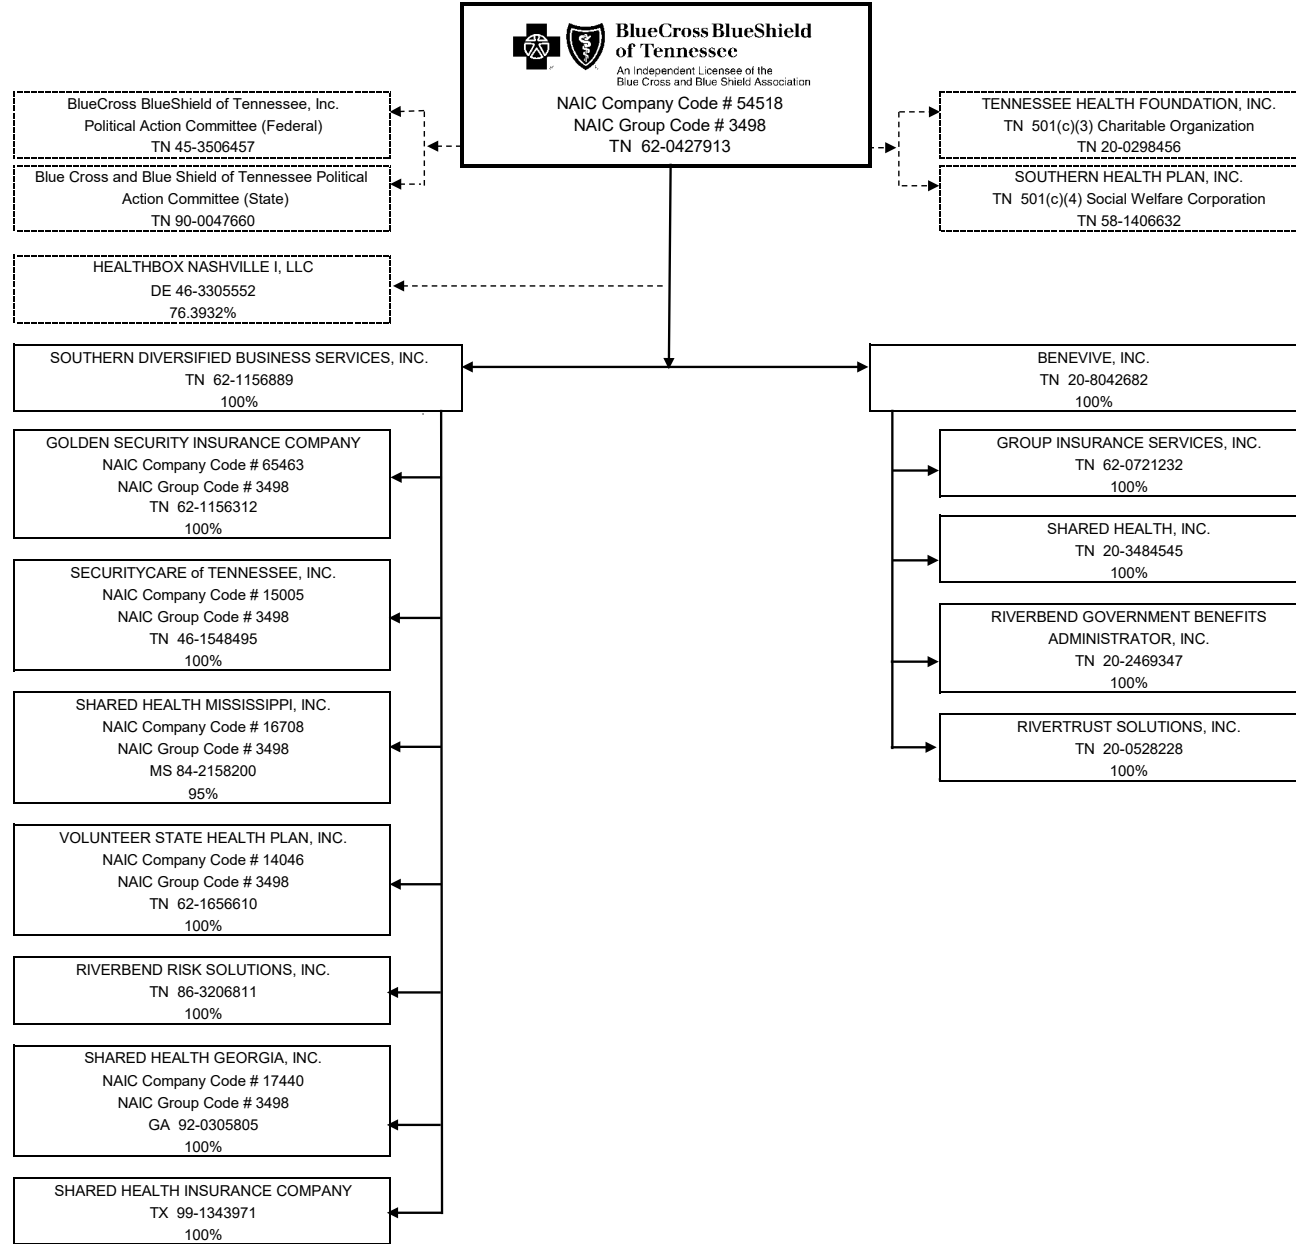 BlueCross BlueShield
of Tennessee
An Independent Licensee of the
Blue Cross and Blue Shield Association
NAIC Company Code # 54518
NAIC Group Code # 3498
TN 62-0427913
BlueCross BlueShield of Tennessee, Inc.
Political Action Committee (Federal)
TN 45-3506457
Blue Cross and Blue Shield of Tennessee Political
Action Committee (State)
TN 90-0047660
TENNESSEE HEALTH FOUNDATION, INC.
TN 501(c)(3) Charitable Organization
TN 20-0298456
SOUTHERN HEALTH PLAN, INC.
TN 501(c)(4) Social Welfare Corporation
TN 58-1406632
HEALTHBOX NASHVILLE I, LLC
DE 46-3305552
76.3932%
SOUTHERN DIVERSIFIED BUSINESS SERVICES, INC.
TN 62-1156889
100%
GOLDEN SECURITY INSURANCE COMPANY
NAIC Company Code # 65463
NAIC Group Code # 3498
TN 62-1156312
100%
SECURITYCARE of TENNESSEE, INC.
NAIC Company Code # 15005
NAIC Group Code # 3498
TN 46-1548495
100%
SHARED HEALTH MISSISSIPPI, INC.
NAIC Company Code # 16708
NAIC Group Code # 3498
MS 84-2158200
95%
VOLUNTEER STATE HEALTH PLAN, INC.
NAIC Company Code # 14046
NAIC Group Code # 3498
TN 62-1656610
100%
RIVERBEND RISK SOLUTIONS, INC.
TN 86-3206811
100%
SHARED HEALTH GEORGIA, INC.
NAIC Company Code # 17440
NAIC Group Code # 3498
GA 92-0305805
100%
SHARED HEALTH INSURANCE COMPANY
TX 99-1343971
100%
BENEVIVE, INC.
TN 20-8042682
100%
GROUP INSURANCE SERVICES, INC.
TN 62-0721232
100%
SHARED HEALTH, INC.
TN 20-3484545
100%
RIVERBEND GOVERNMENT BENEFITS
ADMINISTRATOR, INC.
TN 20-2469347
100%
RIVERTRUST SOLUTIONS, INC.
TN 20-0528228
100%